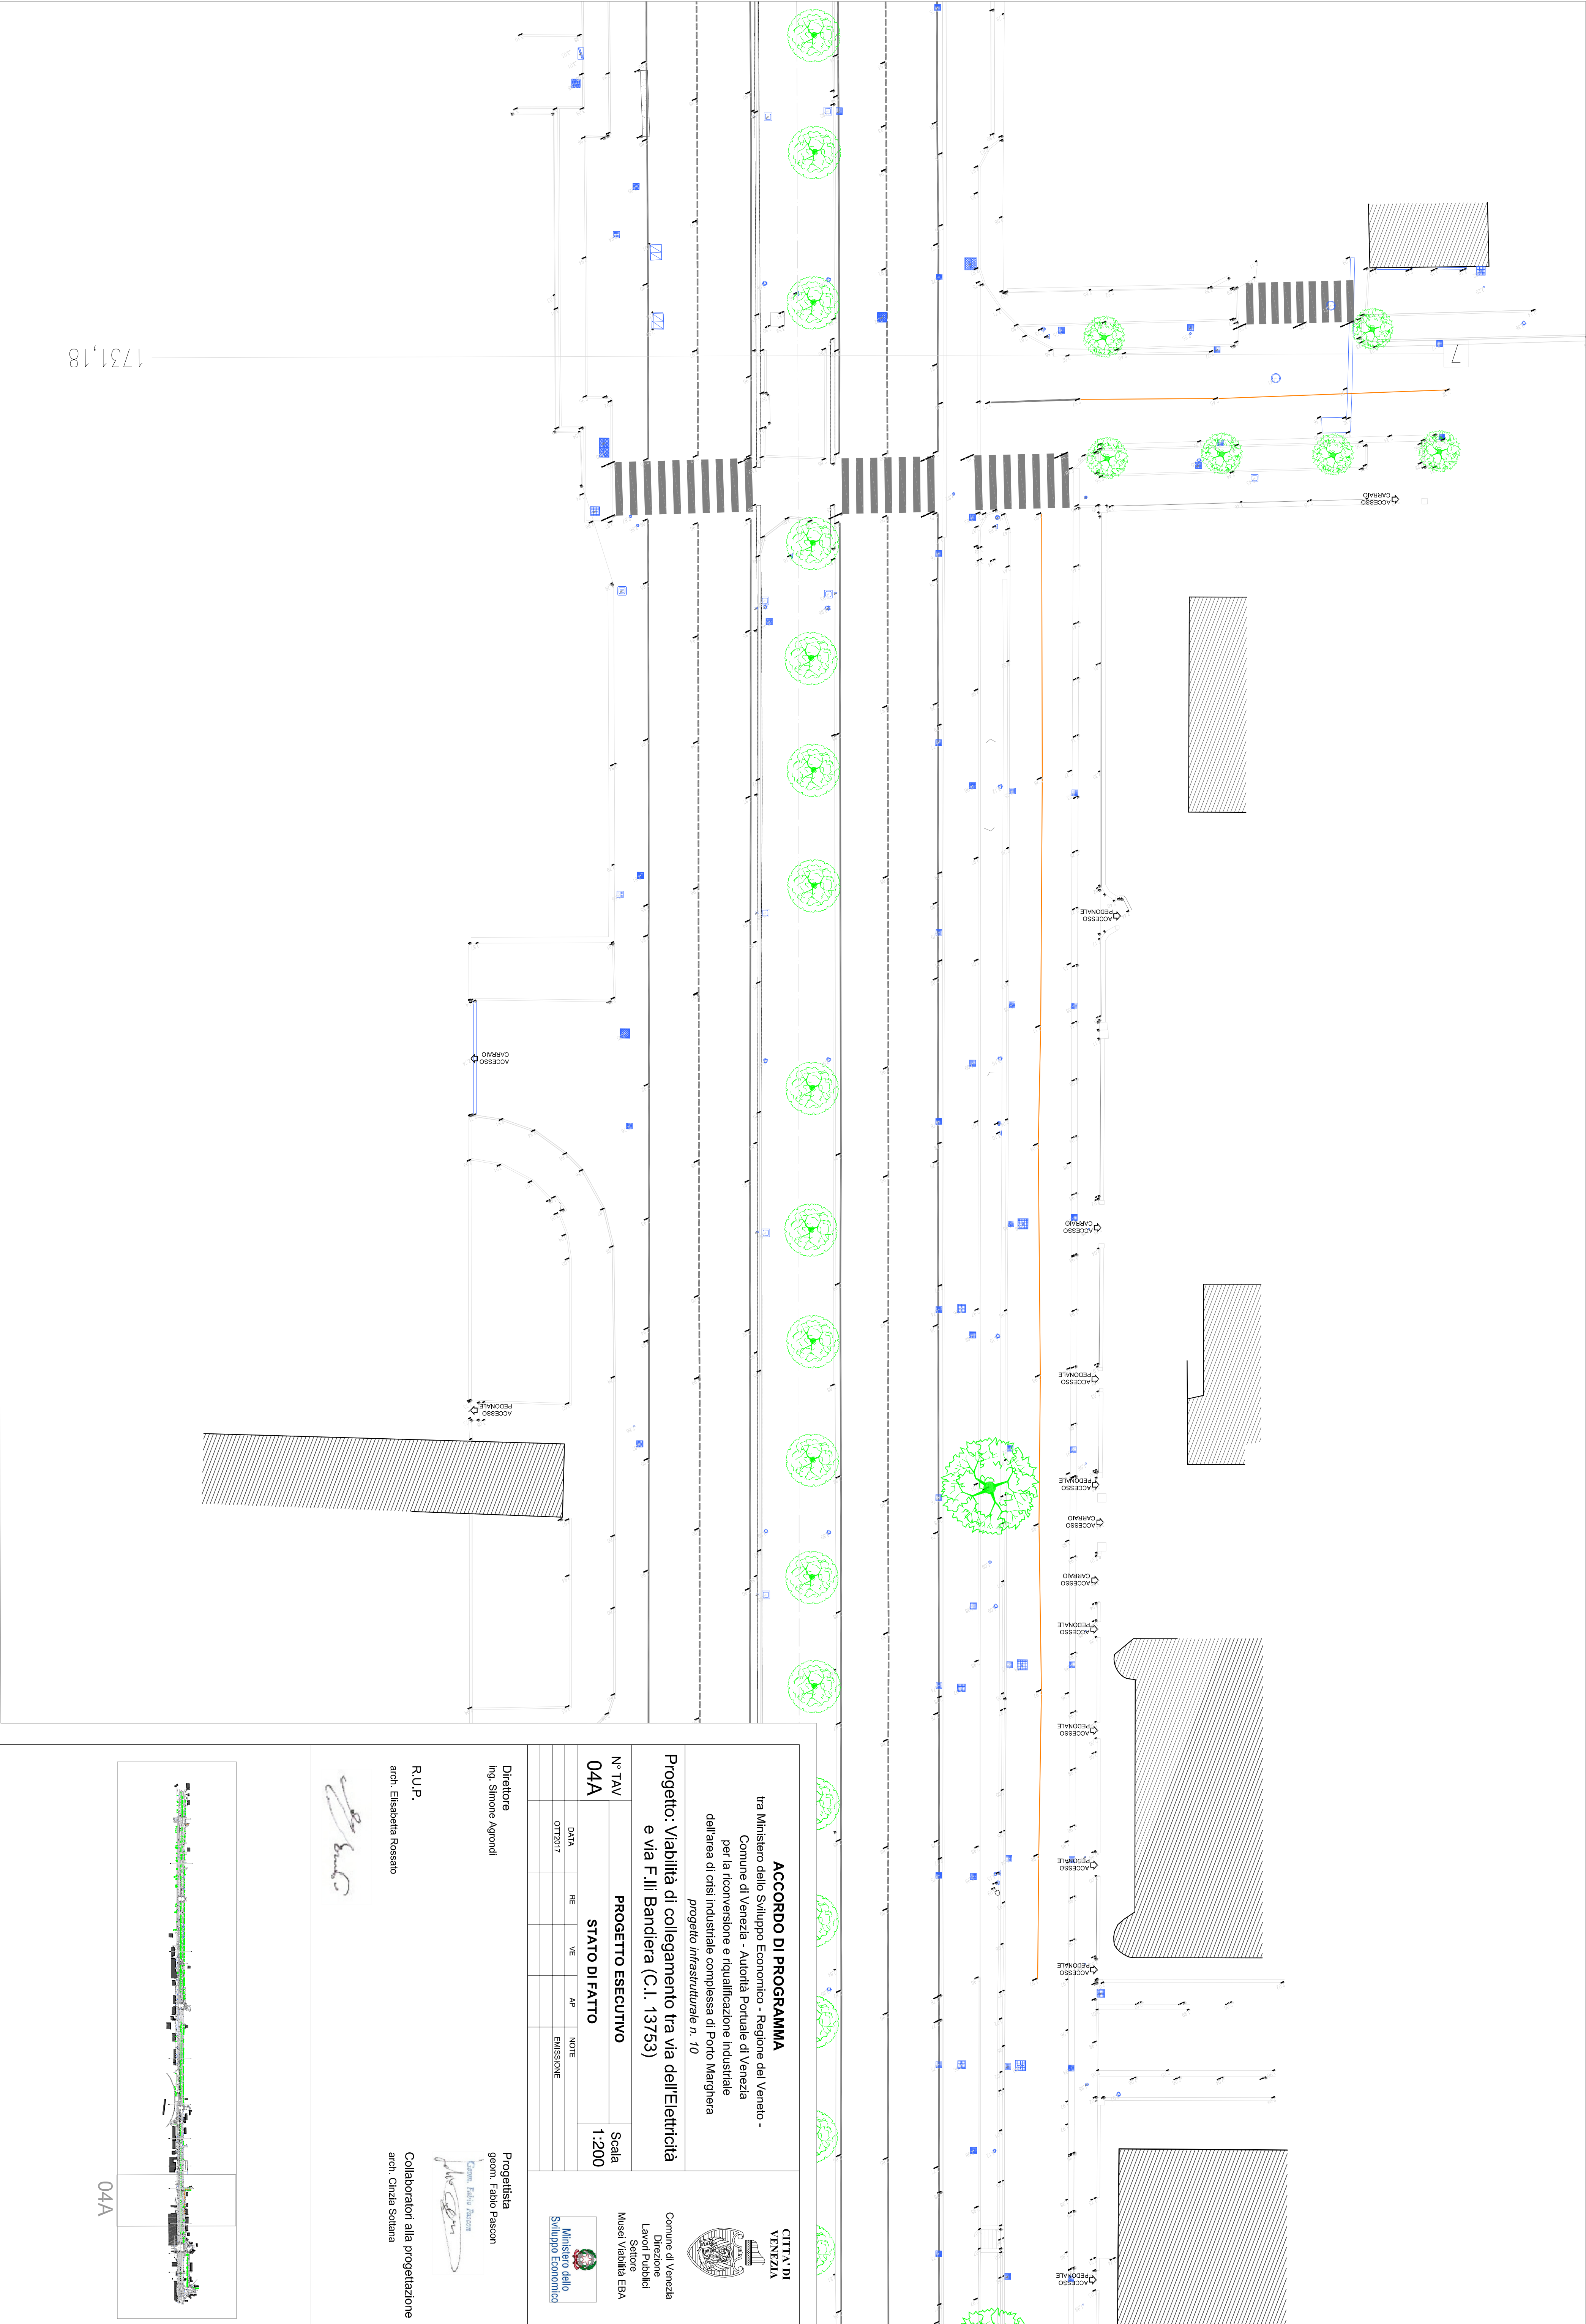 1731,18
7
ACCESSO
CARRAIO
ACCESSO
PEDONALE
ACCESSO
CARRAIO
ACCESSO
CARRAIO
ACCESSO
PEDONALE
ACCESSO
PEDONALE
ACCESSO
PEDONALE
ACCESSO
CARRAIO
ACCESSO
CARRAIO
ACCESSO
PEDONALE
ACCESSO
PEDONALE
ACCESSO
PEDONALE
ACCESSO
PEDONALE
ACCESSO
PEDONALE
ACCORDO DI PROGRAMMA
tra Ministero dello Sviluppo Economico - Regione del Veneto -
Comune di Venezia - Autorità Portuale di Venezia
per la riconversione e riqualificazione industriale
dell'area di crisi industriale complessa di Porto Marghera
progetto infrastrutturale n. 10
Progetto: Viabilità di collegamento tra via dell'Elettricità
e via F.lli Bandiera (C.I. 13753)
N° TAV
04A
PROGETTO ESECUTIVO
STATO DI FATTO
Scala
1:200
DATA RE VE AP NOTE
OTT2017 EMISSIONE
CITTA' DI
VENEZIA
Comune di Venezia
Direzione
Lavori Pubblici
Settore
Musei Viabilità EBA
Ministero dello
Sviluppo Economico
Direttore
ing. Simone Agrondi
Progettista
geom. Fabio Pascon
Geom. Fabio Pascon
R.U.P.
arch. Elisabetta Rossato
Collaboratori alla progettazione
arch. Cinzia Sottana
04A